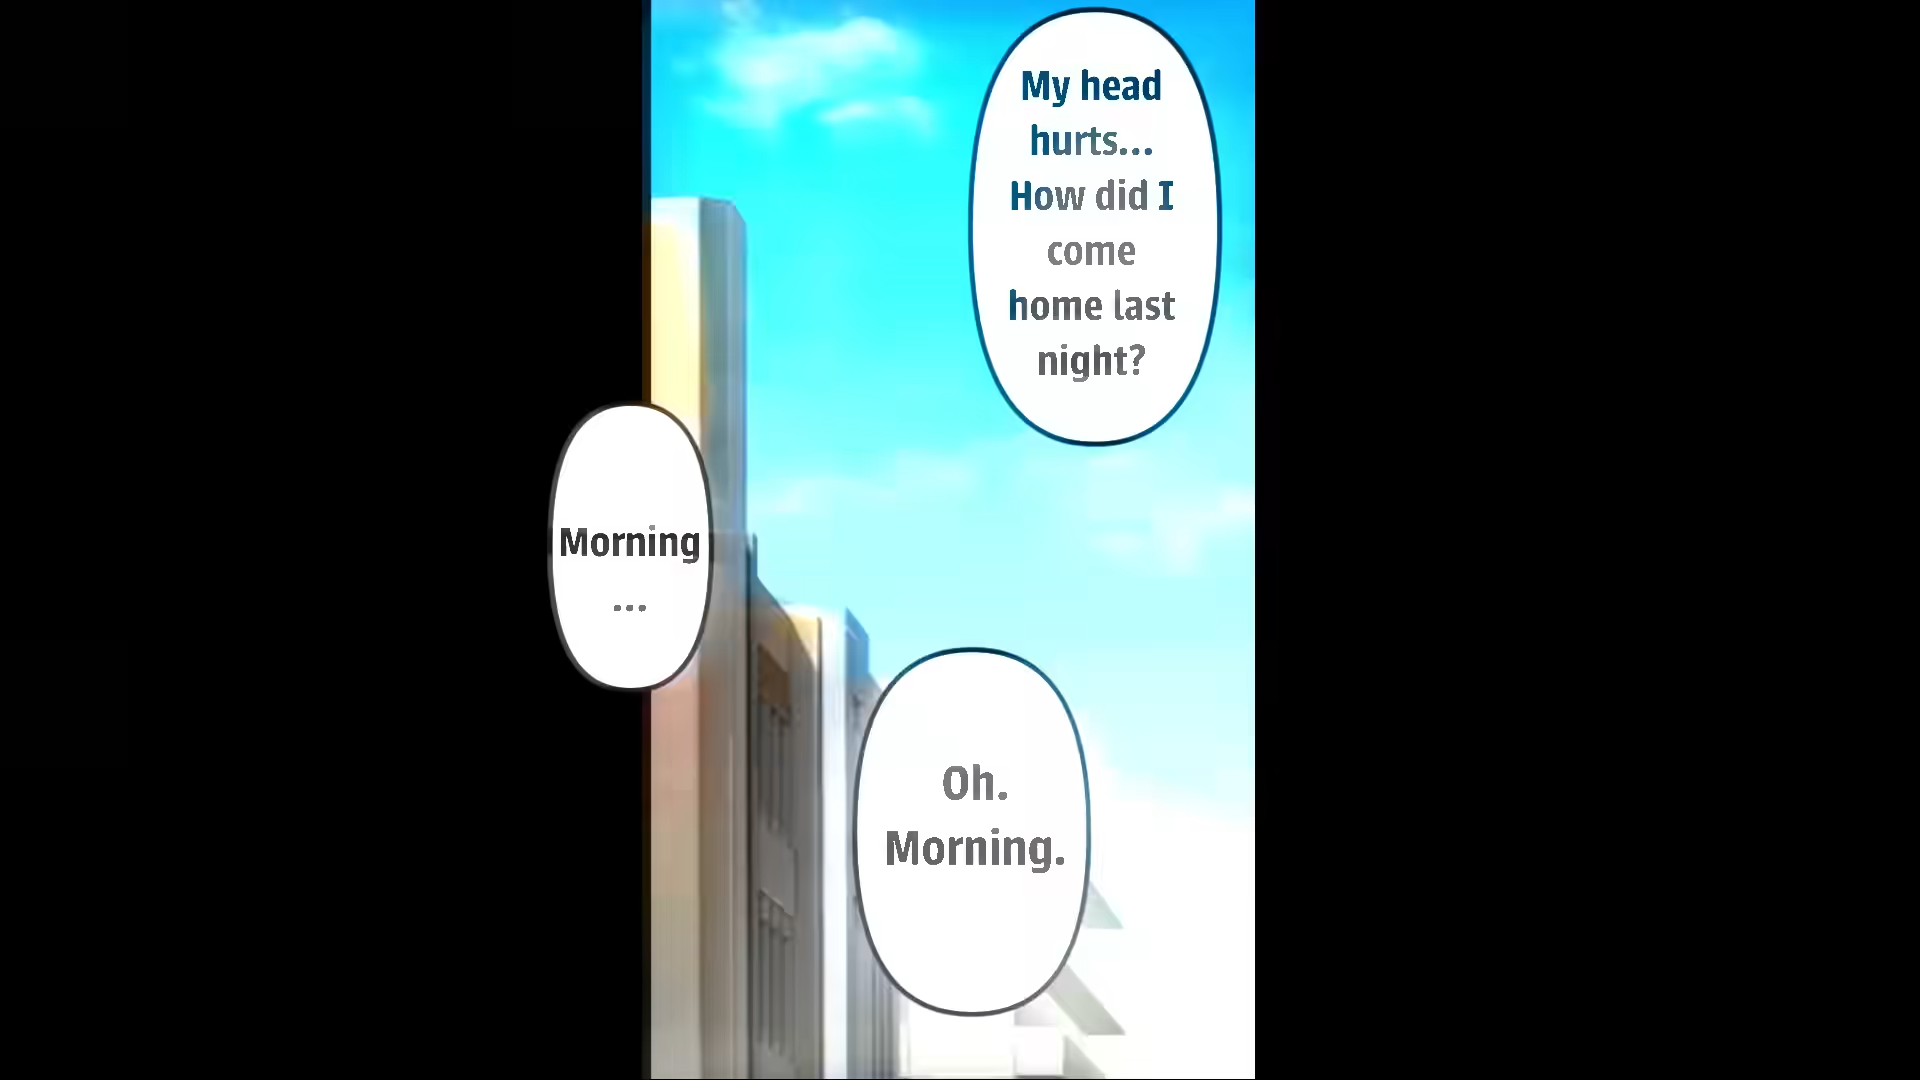 My head
hurts...
How did I
come
home last
night?
Morning
...
Oh.
Morning.